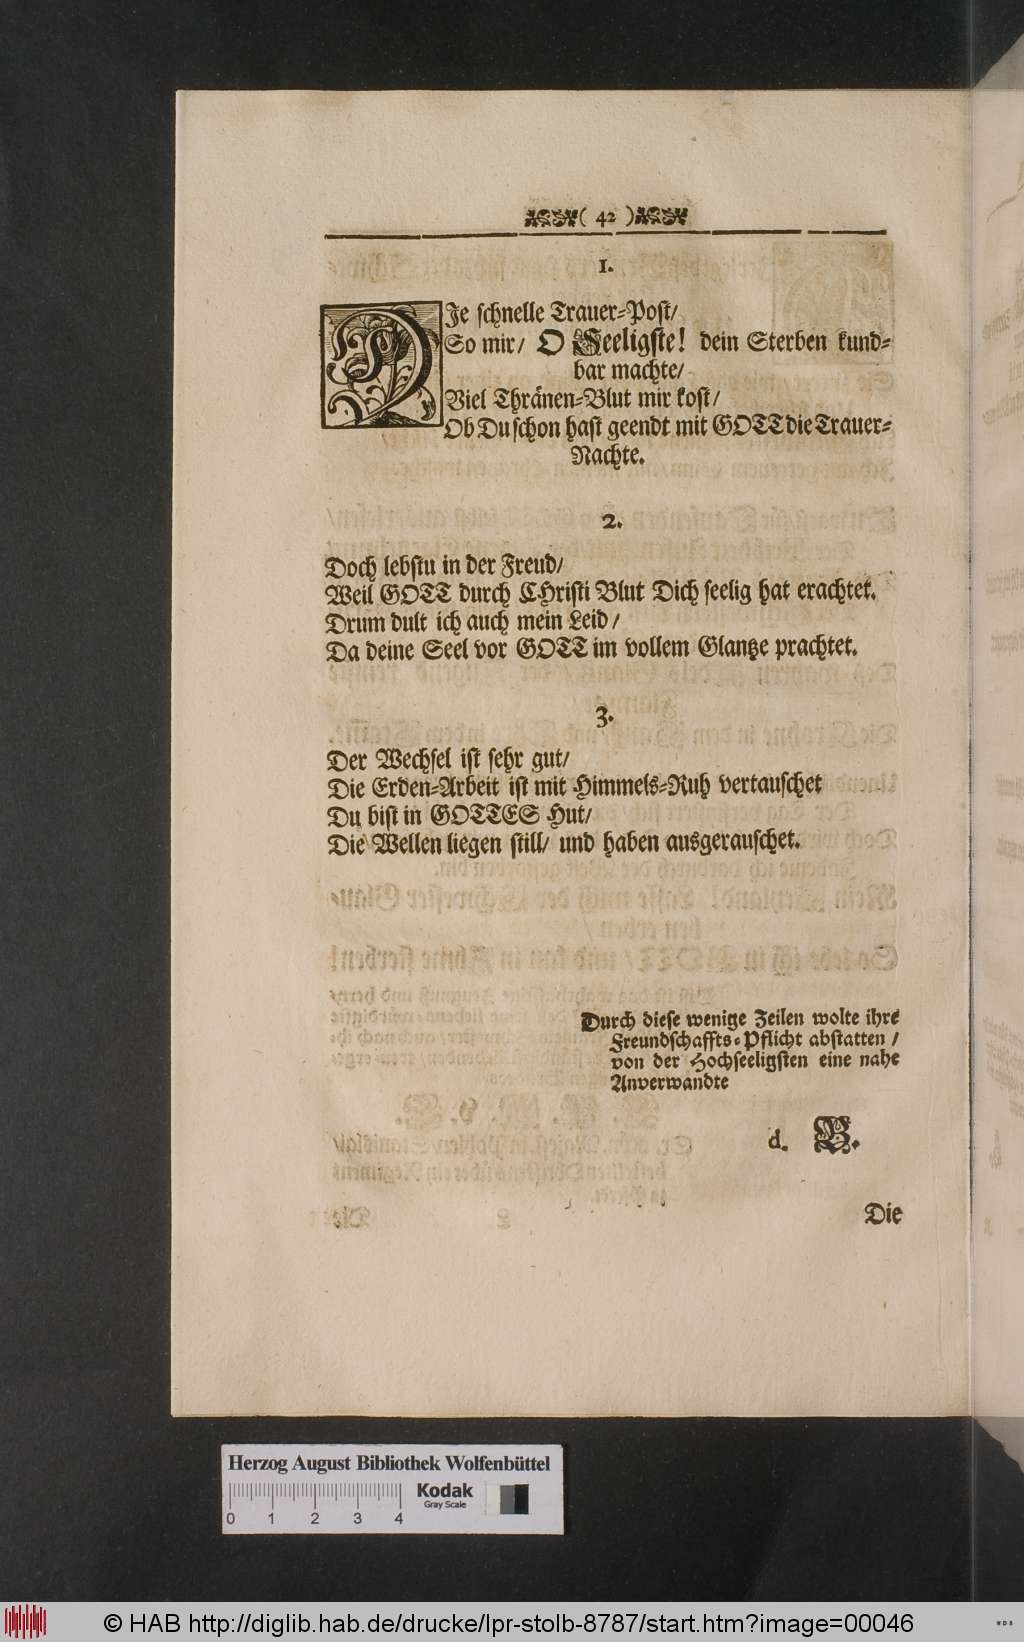 ( 42 )
1.
DIe schnelle Trauer-Post/
So mir/ O Seeligste! dein Sterben kund-
bar machte/
Viel Thränen-Blut mir kost/
Ob Du schon hast geendt mit GOTT die Trauer-
Nachte.
2.
Doch lebstu in der Freud/
Weil GOTT durch CHristi Blut Dich seelig hat erachtet.
Drum dult ich auch mein Leid/
Da deine Seel vor GOTT im vollem Glantze prachtet.
3.
Der Wechsel ist sehr gut/
Die Erden-Arbeit ist mit Himmels-Ruh vertauschet
Du bist in GOTTES Hut/
Die Wellen liegen still/ und haben ausgerauschet.
Durch diese wenige Zeilen wolte ihre
Freundschaffts-Pflicht abstatten /
von der Hochseeligsten eine nahe
Anverwandte
d. B.
Die
Herzog August Bibliothek Wolfenbüttel
Kodak
Gray Scale
0 1 2 3 4
© HAB http://diglib.hab.de/drucke/lpr-stolb-8787/start.htm?image=00046